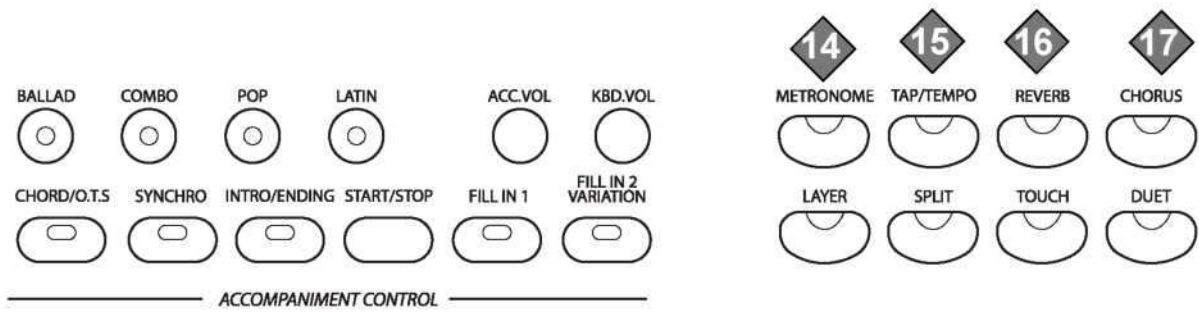 14 15 16 17
BALLAD COMBO POP LATIN ACC.VOL KBD.VOL METRONOME TAP/TEMPO REVERB CHORUS
CHORD/O.T.S SYNCHRO INTRO/ENDING START/STOP FILL IN 1 FILL IN 2
VARIATION LAYER SPLIT TOUCH DUET
ACCOMPANIMENT CONTROL